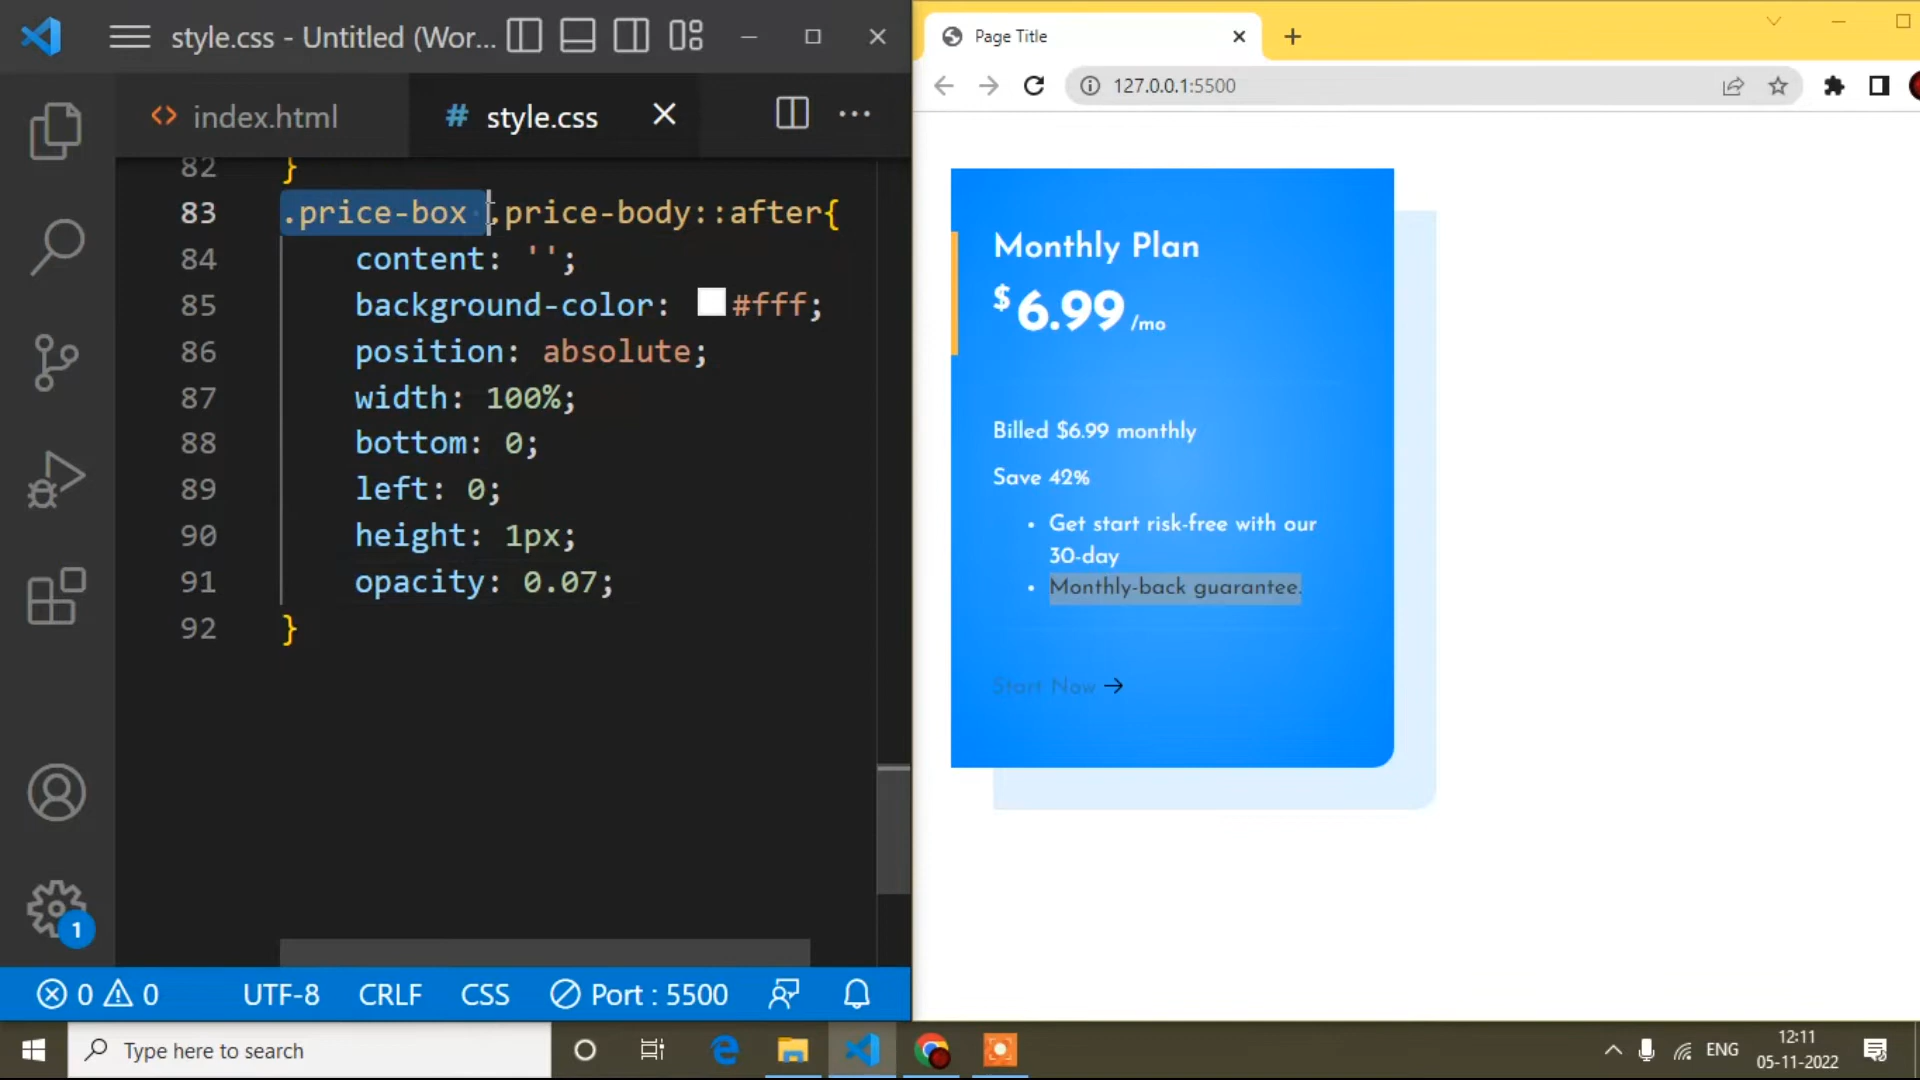 style.css - Untitled (Wor...
index.html
# style.css
82 }
83 .price-box .price-body::after{
84 content: '';
85 background-color: #fff;
86 position: absolute;
87 width: 100%;
88 bottom: 0;
89 left: 0;
90 height: 1px;
91 opacity: 0.07;
92 }
1
0 0
UTF-8 CRLF CSS Port : 5500
Page Title
127.0.0.1:5500
Monthly Plan
$6.99 /mo
Billed $6.99 monthly
Save 42%
• Get start risk-free with our
30-day
• Monthly-back guarantee.
Start Now →
Type here to search
ENG
12:11
05-11-2022